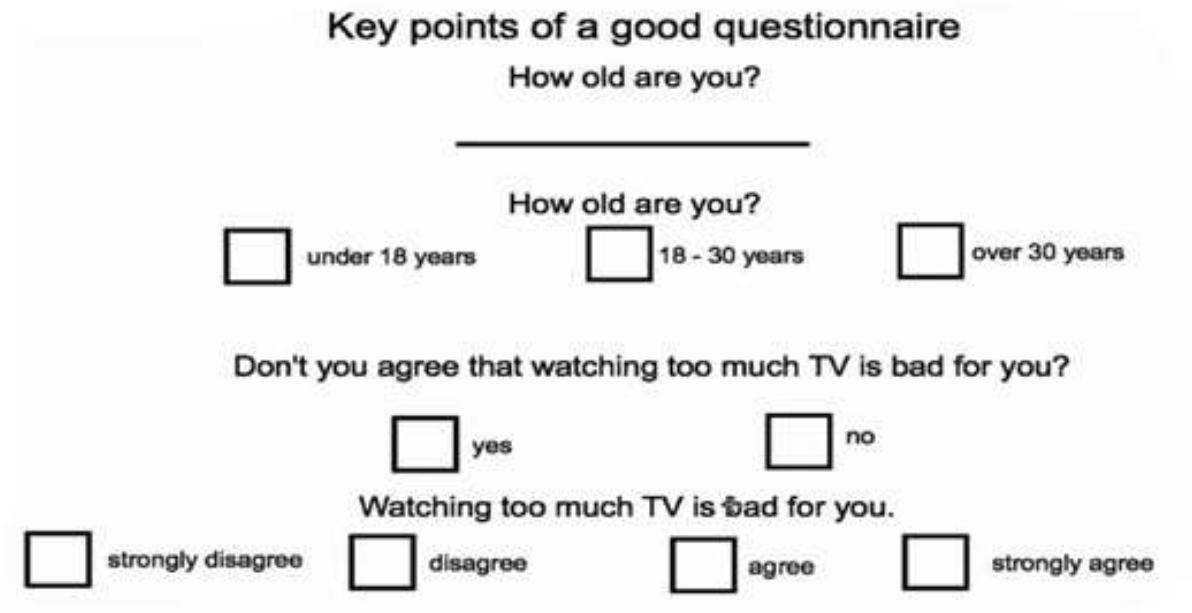 Key points of a good questionnaire
How old are you?
How old are you?
under 18 years 18 - 30 years over 30 years
Don't you agree that watching too much TV is bad for you?
yes no
Watching too much TV is bad for you.
strongly disagree disagree agree strongly agree